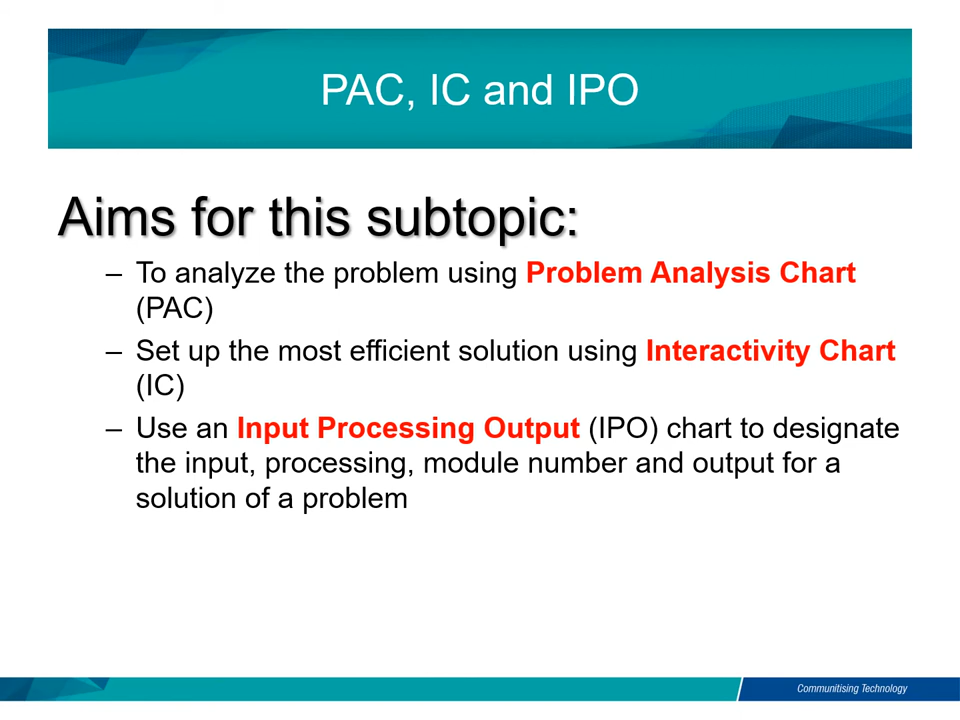 PAC, IC and IPO
Aims for this subtopic:
– To analyze the problem using Problem Analysis Chart
(PAC)
– Set up the most efficient solution using Interactivity Chart
(IC)
– Use an Input Processing Output (IPO) chart to designate
the input, processing, module number and output for a
solution of a problem
Communitising Technology